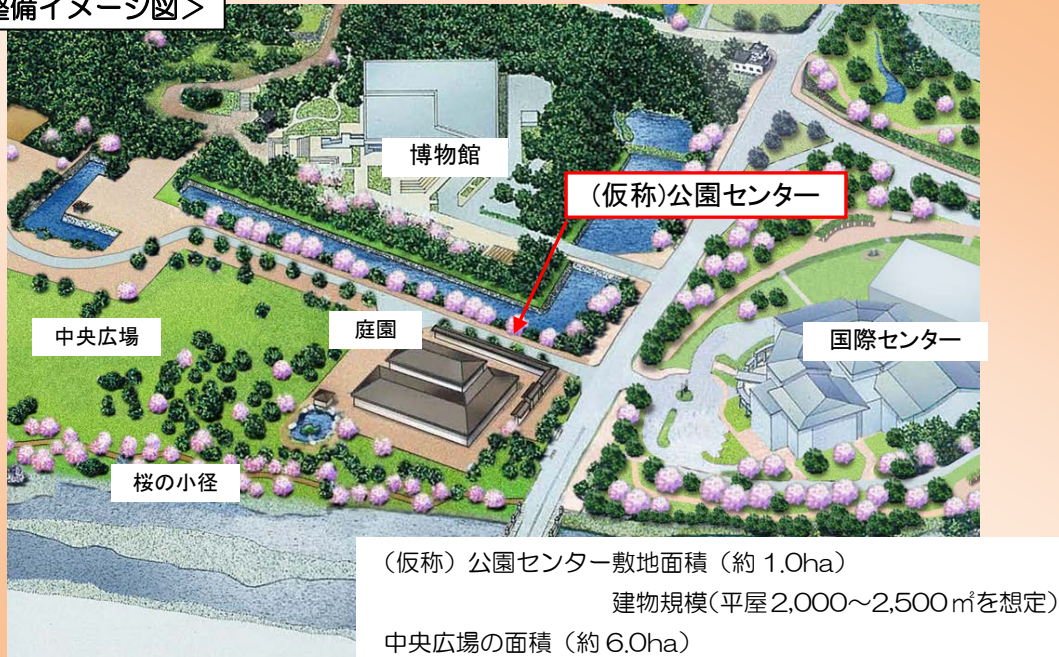 整備イメージ図＞
博物館
(仮称)公園センター
中央広場
庭園
国際センター
桜の小径
（仮称）公園センター敷地面積（約 1.0ha）
建物規模(平屋2,000～2,500㎡を想定)
中央広場の面積（約 6.0ha）